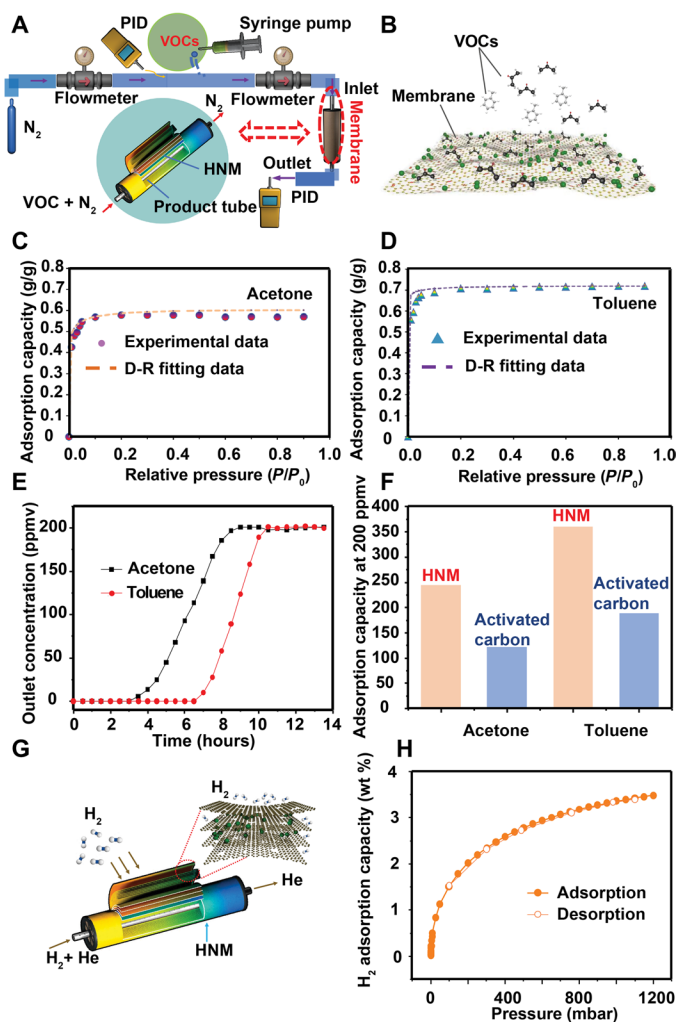 A
PID
VOCs
Syringe pump
Flowmeter
Flowmeter
Inlet
N2
N2
HNM
Membrane
Outlet
VOC + N2
Product tube
PID
B
VOCs
Membrane
C
Adsorption capacity (g/g)
0.8
0.7
0.6
0.5
0.4
0.3
0.2
0.1
0
Acetone
Experimental data
D-R fitting data
0.0 0.2 0.4 0.6 0.8 1.0
Relative pressure (P/P0)
D
Adsorption capacity (g/g)
0.8
0.7
0.6
0.5
0.4
0.3
0.2
0.1
0
Toluene
Experimental data
D-R fitting data
0.0 0.2 0.4 0.6 0.8 1.0
Relative pressure (P/P0)
E
Outlet concentration (ppmv)
200
150
100
50
0
Acetone
Toluene
0 2 4 6 8 10 12 14
Time (hours)
F
Adsorption capacity at 200 ppmv
400
350
300
250
200
150
100
50
0
HNM
Activated
carbon
HNM
Activated
carbon
Acetone Toluene
G
H2
H2
He
H2+ He
HNM
H
H2 adsorption capacity (wt %)
4
3
2
1
0
Adsorption
Desorption
0 400 800 1200
Pressure (mbar)